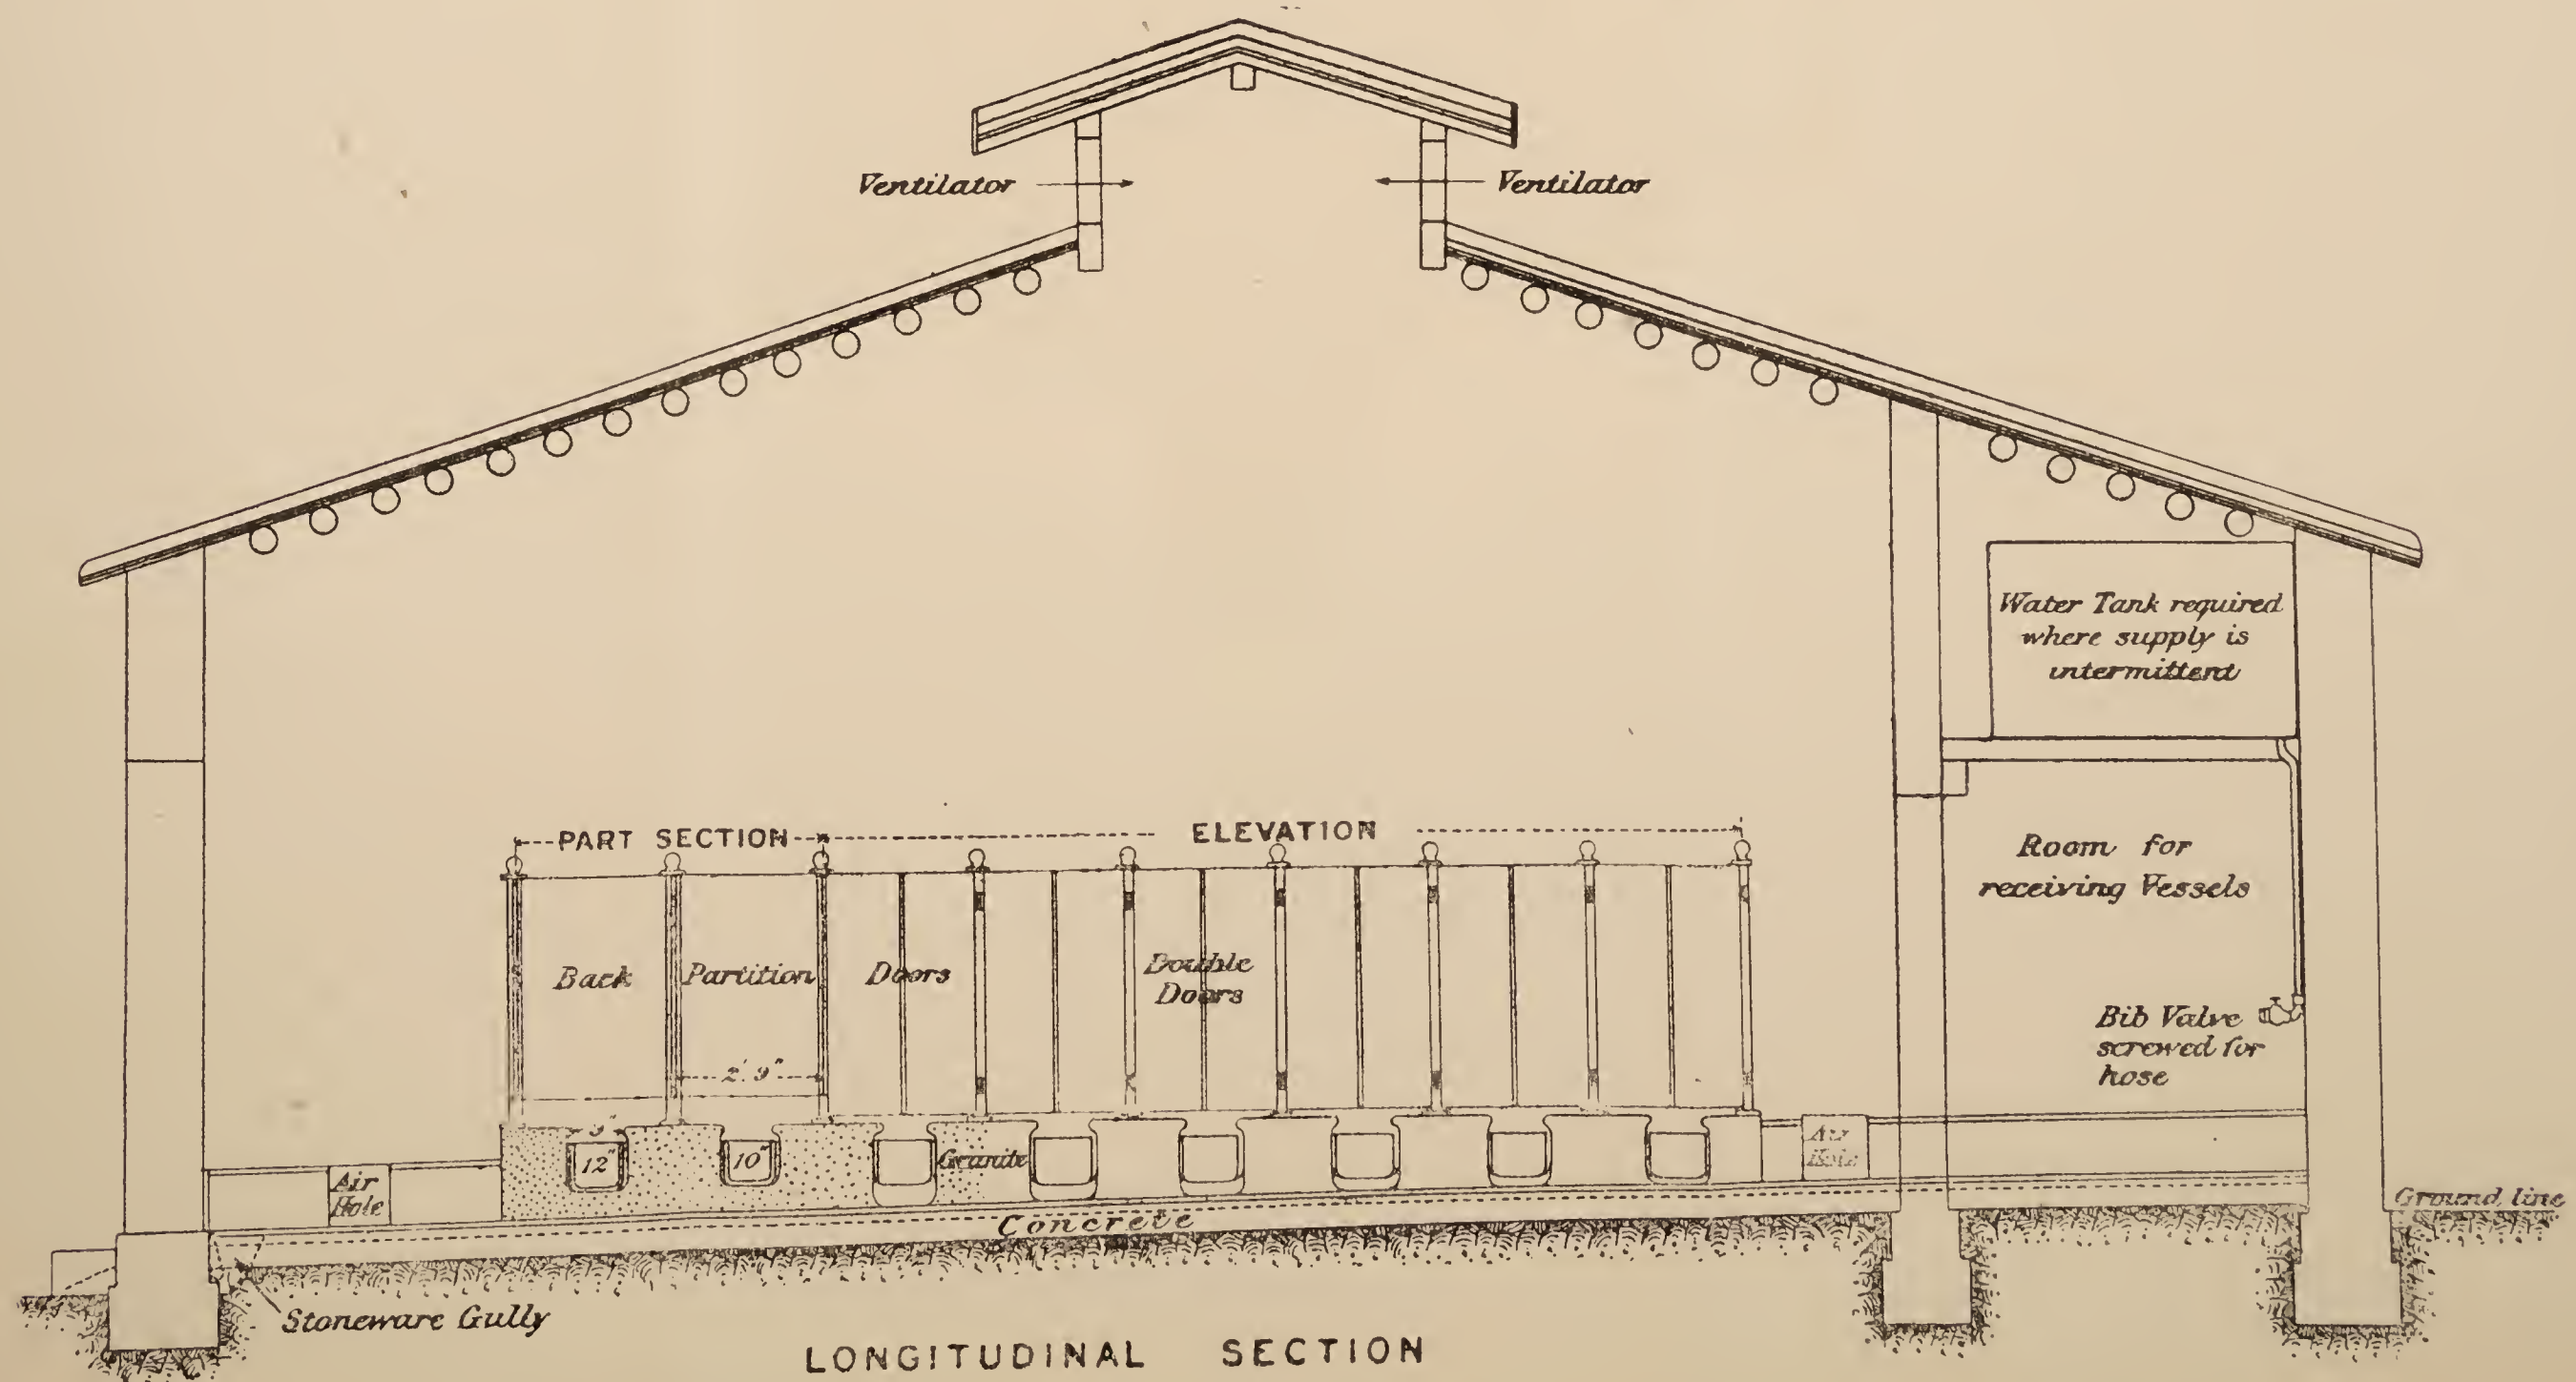 Ventilator
Ventilator
Water Tank required
where supply is
intermittent
PART SECTION
ELEVATION
Room for
receiving Vessels
Back
Partition
Doors
Double
Doors
Bib Valve
screwed for
hose
2' 9"
9"
12"
10"
Granite
Air
Hole
Air
Hole
Concrete
Ground line
Stoneware Gully
LONGITUDINAL SECTION